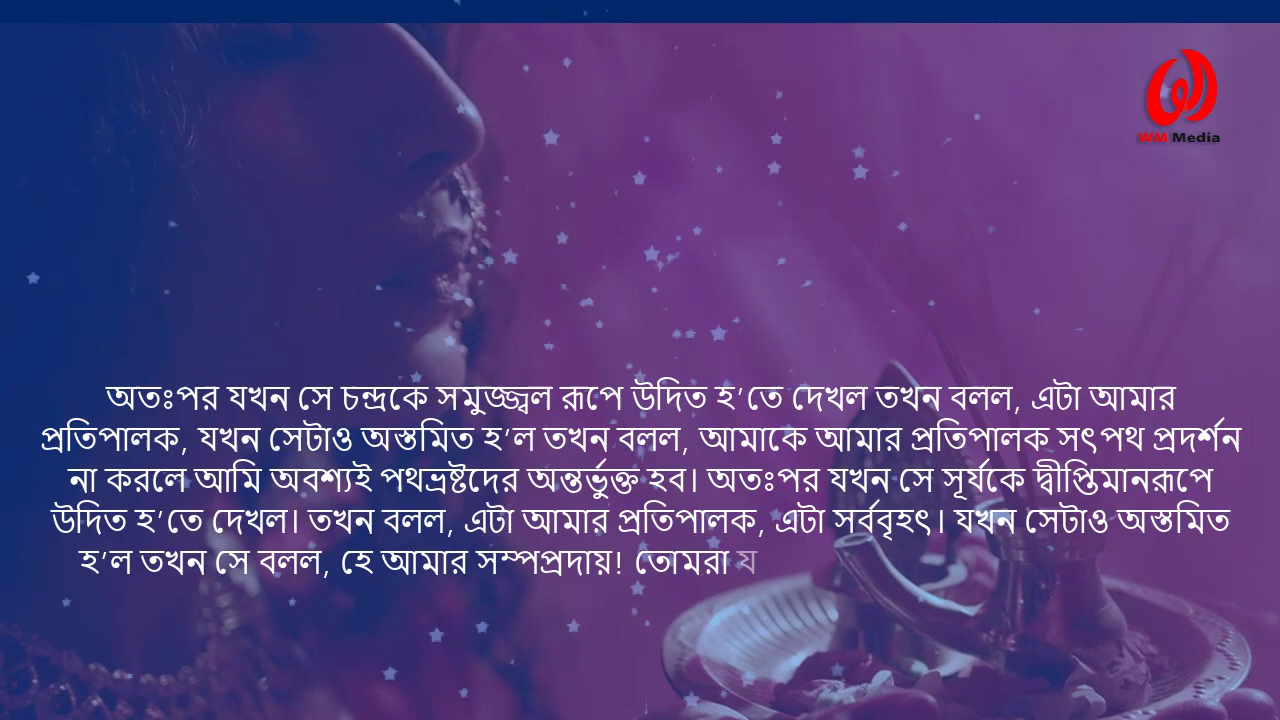 WM Media
অতঃপর যখন সে চন্দ্রকে সমুজ্জ্বল রূপে উদিত হ’তে দেখল তখন বলল, এটা আমার
প্রতিপালক, যখন সেটাও অস্তমিত হ’ল তখন বলল, আমাকে আমার প্রতিপালক সৎপথ প্রদর্শন
না করলে আমি অবশ্যই পথভ্রষ্টদের অন্তর্ভুক্ত হব। অতঃপর যখন সে সূর্যকে দ্বীপ্তিমানরূপে
উদিত হ’তে দেখল। তখন বলল, এটা আমার প্রতিপালক, এটা সর্ববৃহৎ। যখন সেটাও অস্তমিত
হ’ল তখন সে বলল, হে আমার সম্পপ্রদায়! তোমরা য